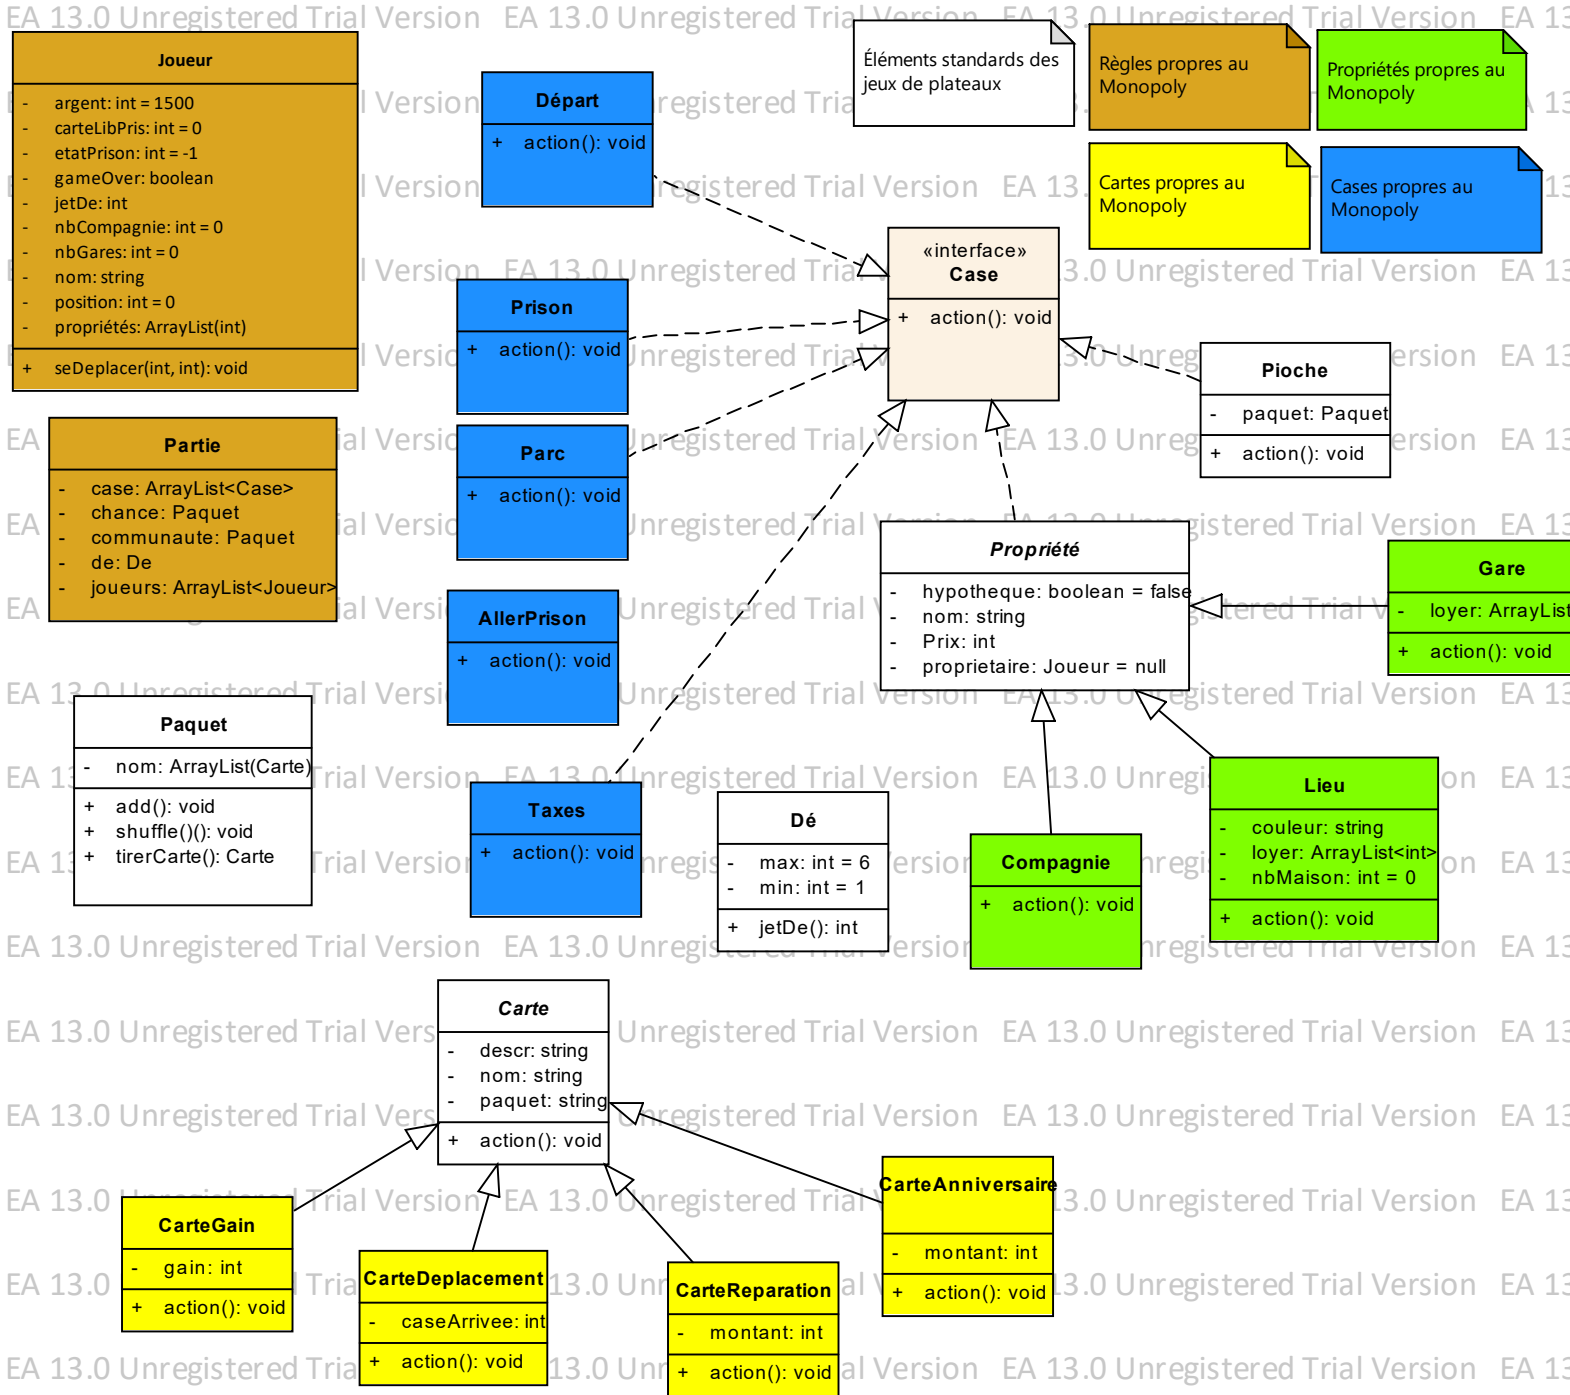 Joueur
- argent: int = 1500
- carteLibPris: int = 0
- etatPrison: int = -1
- gameOver: boolean
- jetDe: int
- nbCompagnie: int = 0
- nbGares: int = 0
- nom: string
- position: int = 0
- propriétés: ArrayList(int)
+ seDeplacer(int, int): void
Départ
+ action(): void
Éléments standards des
jeux de plateaux
Règles propres au
Monopoly
Propriétés propres au
Monopoly
Cartes propres au
Monopoly
Cases propres au
Monopoly
«interface»
Case
+ action(): void
Prison
+ action(): void
Pioche
- paquet: Paquet
+ action(): void
Partie
- case: ArrayList<Case>
- chance: Paquet
- communaute: Paquet
- de: De
- joueurs: ArrayList<Joueur>
Parc
+ action(): void
Propriété
- hypotheque: boolean = false
- nom: string
- Prix: int
- proprietaire: Joueur = null
Gare
- loyer: ArrayList
+ action(): void
AllerPrison
+ action(): void
Paquet
- nom: ArrayList(Carte)
+ add(): void
+ shuffle()(): void
+ tirerCarte(): Carte
Taxes
+ action(): void
Dé
- max: int = 6
- min: int = 1
+ jetDe(): int
Compagnie
+ action(): void
Lieu
- couleur: string
- loyer: ArrayList<int>
- nbMaison: int = 0
+ action(): void
Carte
- descr: string
- nom: string
- paquet: string
+ action(): void
CarteGain
- gain: int
+ action(): void
CarteDeplacement
- caseArrivee: int
+ action(): void
CarteReparation
- montant: int
+ action(): void
CarteAnniversaire
- montant: int
+ action(): void
EA 13.0 Unregistered Trial Version